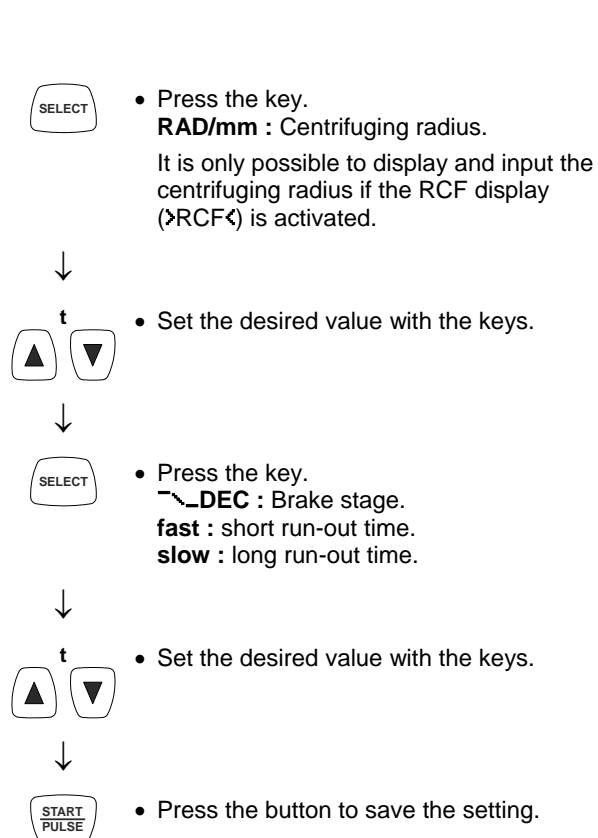 SELECT
• Press the key.
RAD/mm : Centrifuging radius.
It is only possible to display and input the
centrifuging radius if the RCF display
(>RCF<) is activated.
↓
t
▲ ▼
• Set the desired value with the keys.
↓
SELECT
• Press the key.
DEC : Brake stage.
fast : short run-out time.
slow : long run-out time.
↓
t
▲ ▼
• Set the desired value with the keys.
↓
START
PULSE
• Press the button to save the setting.